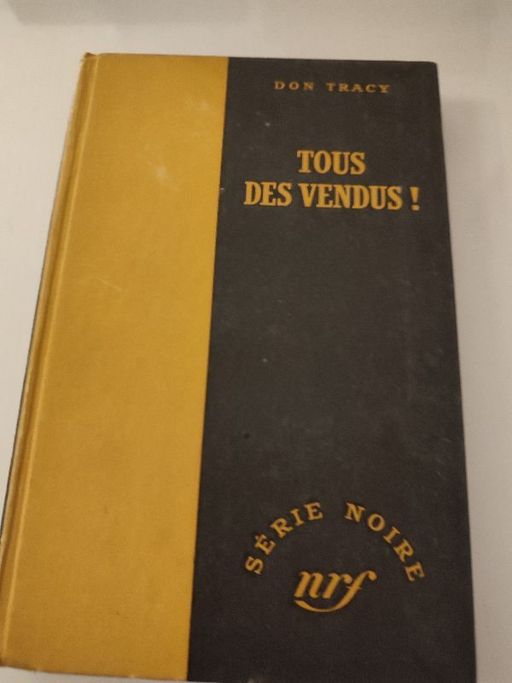 DON TRACY
TOUS
DES VENDUS !
SÉRIE NOIRE
nrf